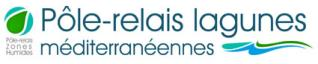 Pôle-relais lagunes
méditerranéennes
Pôle-relais
Zones
Humides